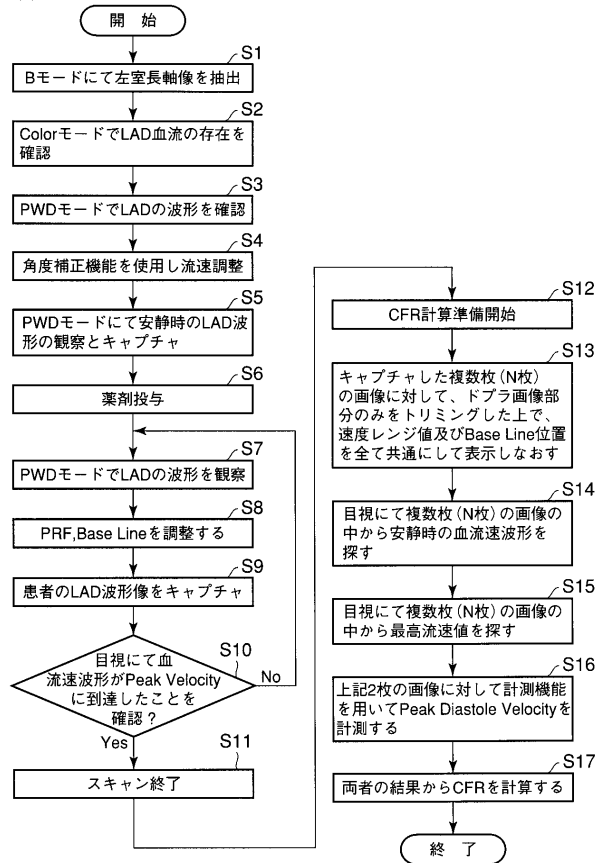 開 始
S1
Bモードにて左室長軸像を抽出
S2
ColorモードでLAD血流の存在を
確認
S3
PWDモードでLADの波形を確認
S4
角度補正機能を使用し流速調整
S5
PWDモードにて安静時のLAD波
形の観察とキャプチャ
S6
薬剤投与
S7
PWDモードでLADの波形を観察
S8
PRF,Base Lineを調整する
S9
患者のLAD波形像をキャプチャ
S10
目視にて血
流速波形がPeak Velocity
に到達したことを
確認?
No
Yes
S11
スキャン終了
S12
CFR計算準備開始
S13
キャプチャした複数枚(N枚)
の画像に対して、ドプラ画像部
分のみをトリミングした上で、
速度レンジ値及びBase Line位置
を全て共通にして表示しなおす
S14
目視にて複数枚(N枚)の画像の
中から安静時の血流速波形を
探す
S15
目視にて複数枚(N枚)の画像の
中から最高流速値を探す
S16
上記2枚の画像に対して計測機能
を用いてPeak Diastole Velocityを
計測する
S17
両者の結果からCFRを計算する
終 了